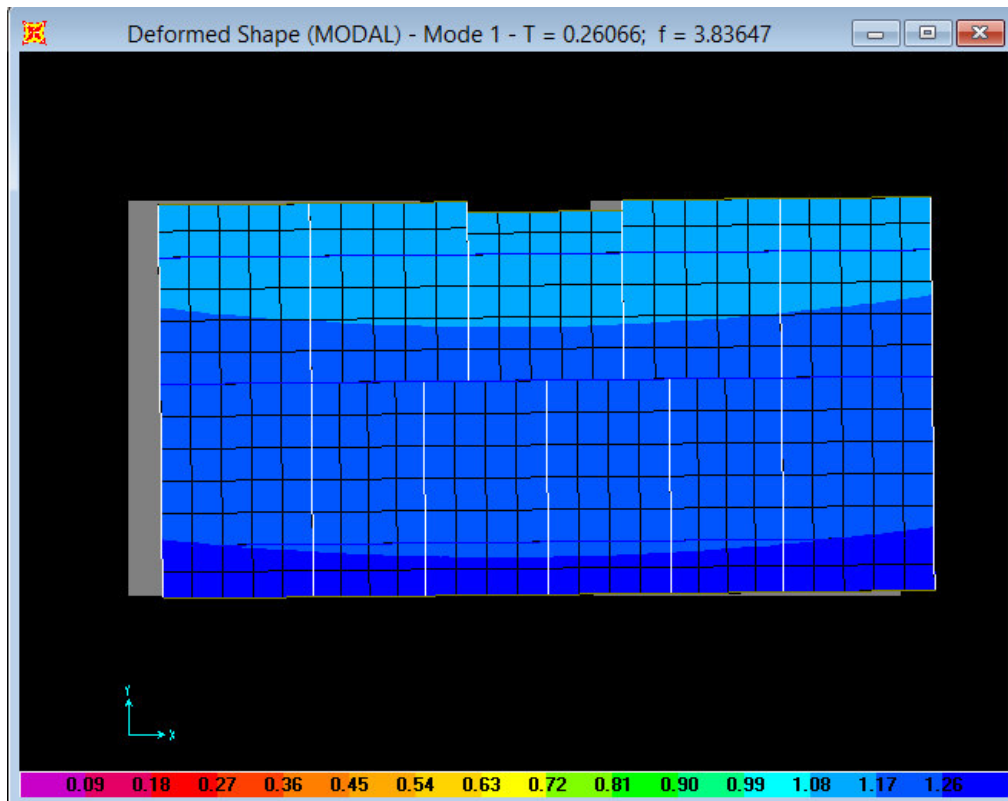 Deformed Shape (MODAL) - Mode 1 - T = 0.26066; f = 3.83647
Y
X
0.09 0.18 0.27 0.36 0.45 0.54 0.63 0.72 0.81 0.90 0.99 1.08 1.17 1.26